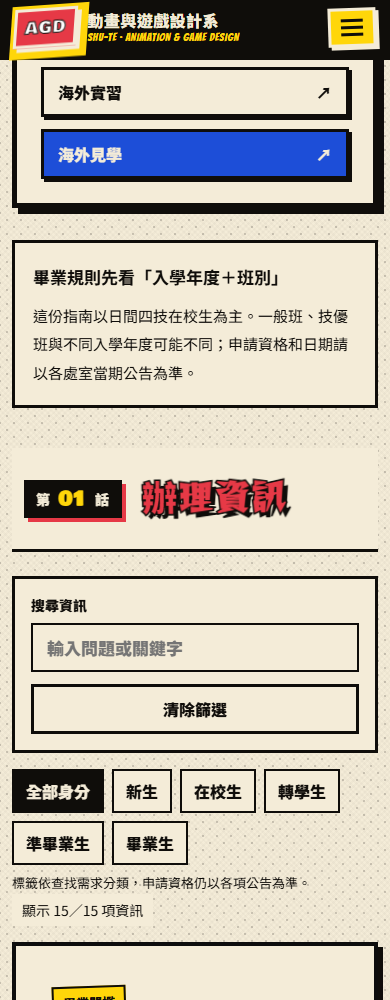 AGD
動畫與遊戲設計系
SHU-TE · ANIMATION & GAME DESIGN
海外實習 ↗
海外見學 ↗
畢業規則先看「入學年度＋班別」
這份指南以日間四技在校生為主。一般班、技優
班與不同入學年度可能不同；申請資格和日期請
以各處室當期公告為準。
第 01 話
辦理資訊
搜尋資訊
輸入問題或關鍵字
清除篩選
全部身分 新生 在校生 轉學生
準畢業生 畢業生
標籤依查找需求分類，申請資格仍以各項公告為準。
顯示 15／15 項資訊